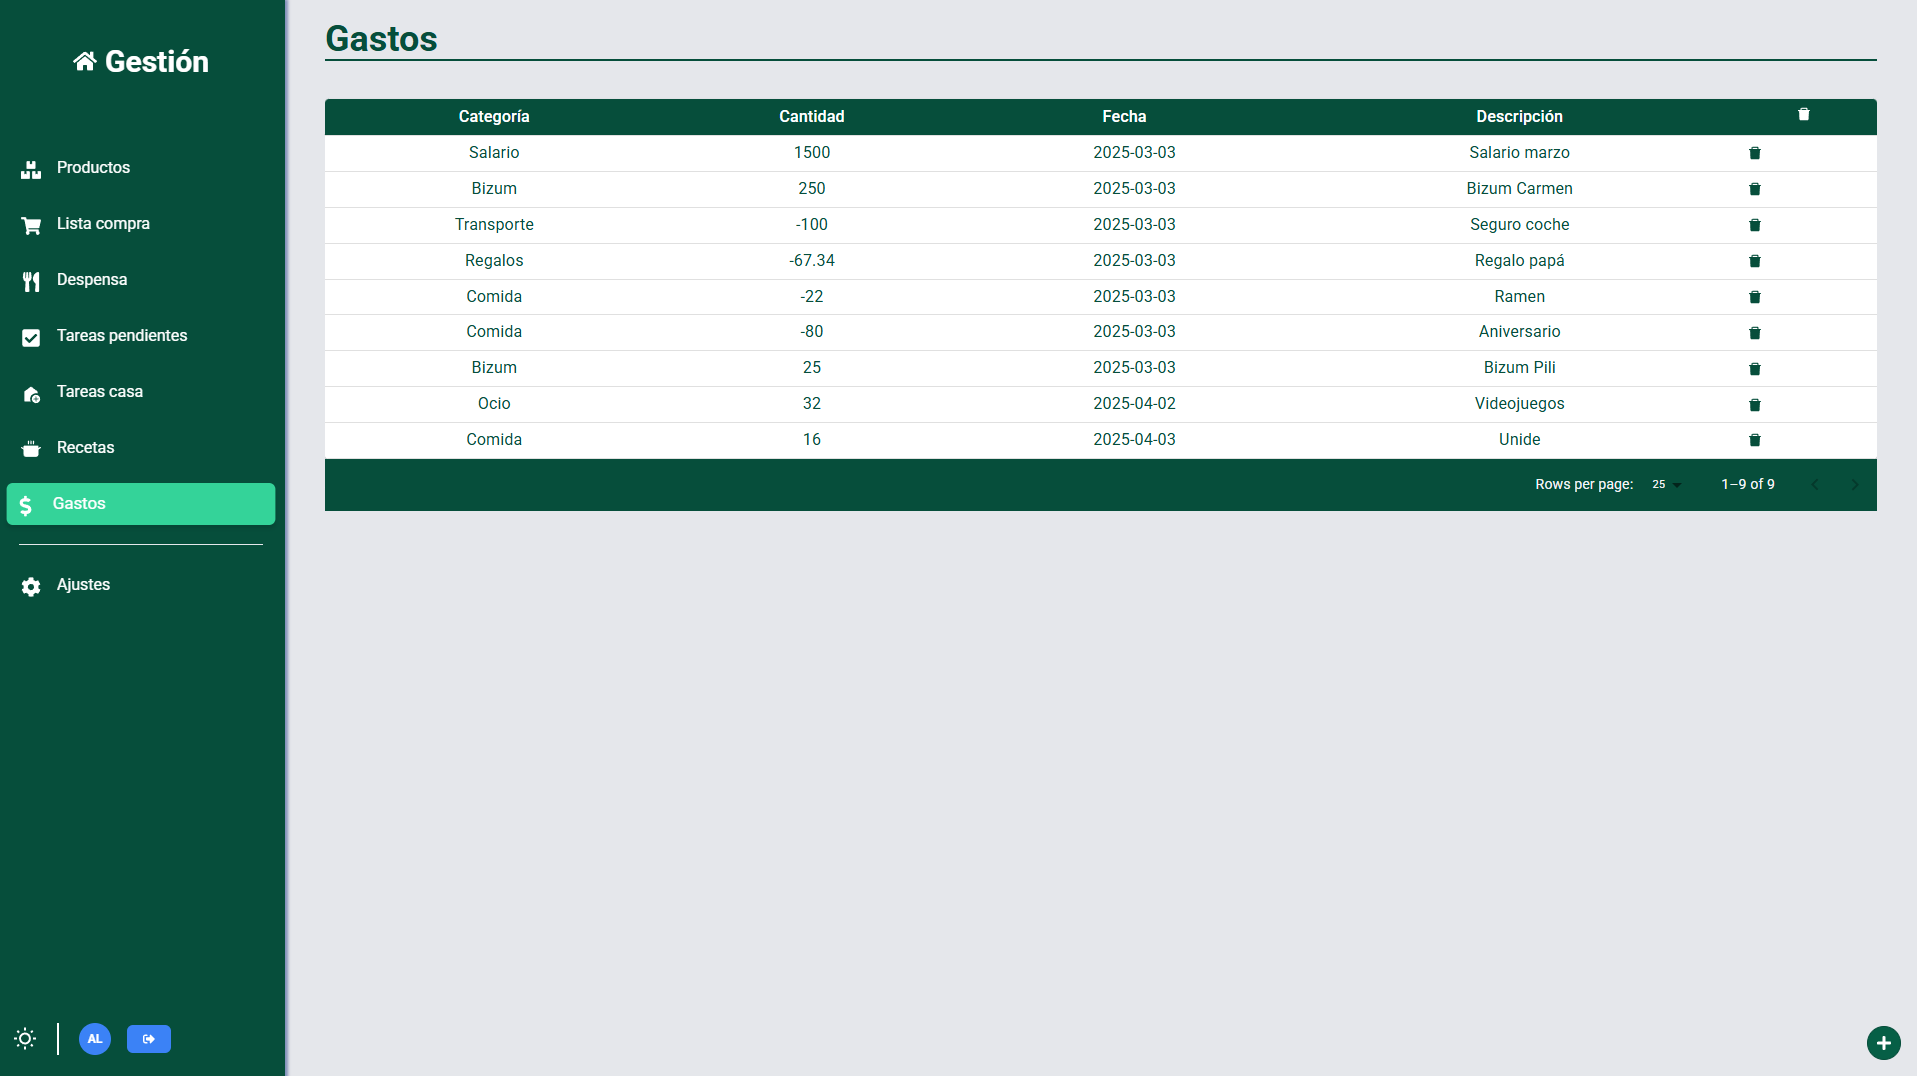 Gestión
Productos
Lista compra
Despensa
Tareas pendientes
Tareas casa
Recetas
Gastos
Ajustes
AL
Gastos
Categoría Cantidad Fecha Descripción
Salario 1500 2025-03-03 Salario marzo
Bizum 250 2025-03-03 Bizum Carmen
Transporte -100 2025-03-03 Seguro coche
Regalos -67.34 2025-03-03 Regalo papá
Comida -22 2025-03-03 Ramen
Comida -80 2025-03-03 Aniversario
Bizum 25 2025-03-03 Bizum Pili
Ocio 32 2025-04-02 Videojuegos
Comida 16 2025-04-03 Unide
Rows per page: 25 1–9 of 9